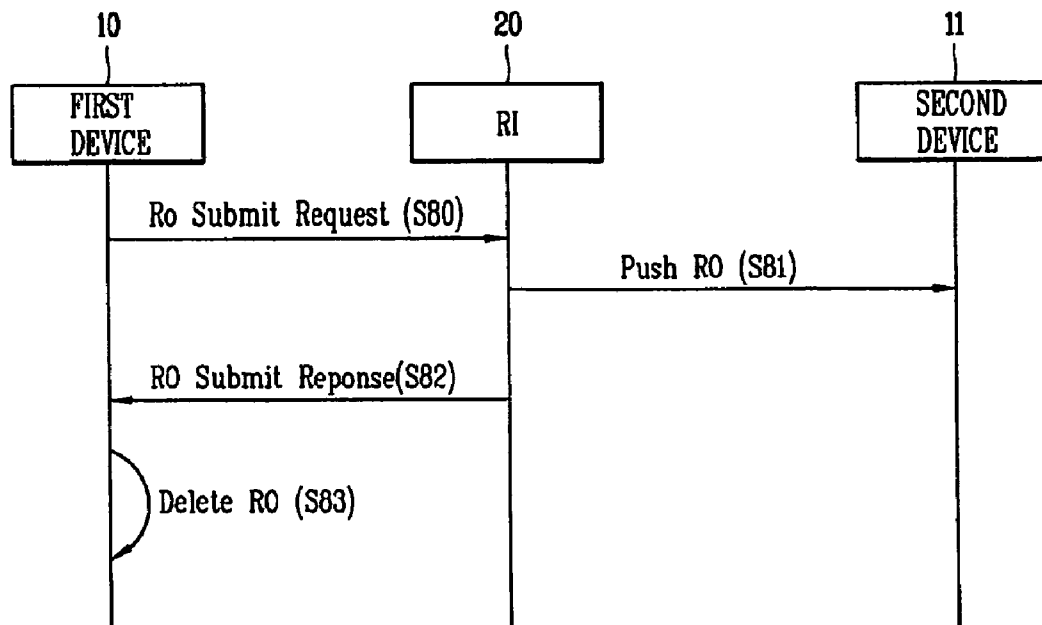 10
20
11
FIRST
DEVICE
RI
SECOND
DEVICE
Ro Submit Request (S80)
Push RO (S81)
RO Submit Reponse(S82)
Delete RO (S83)